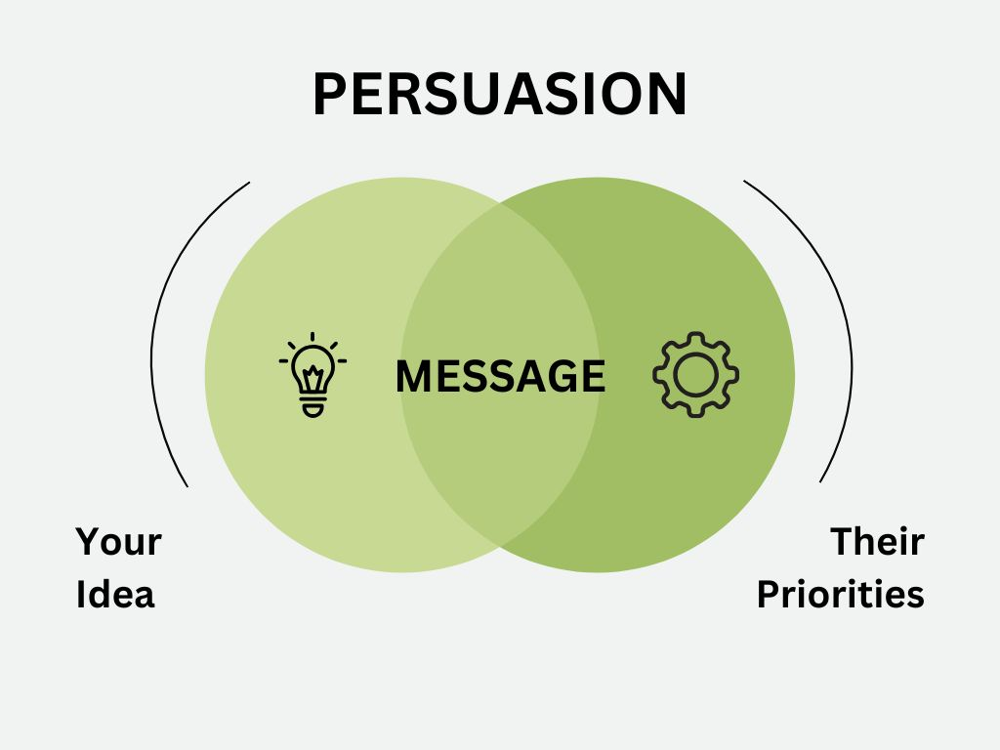 PERSUASION
MESSAGE
Your
Idea
Their
Priorities